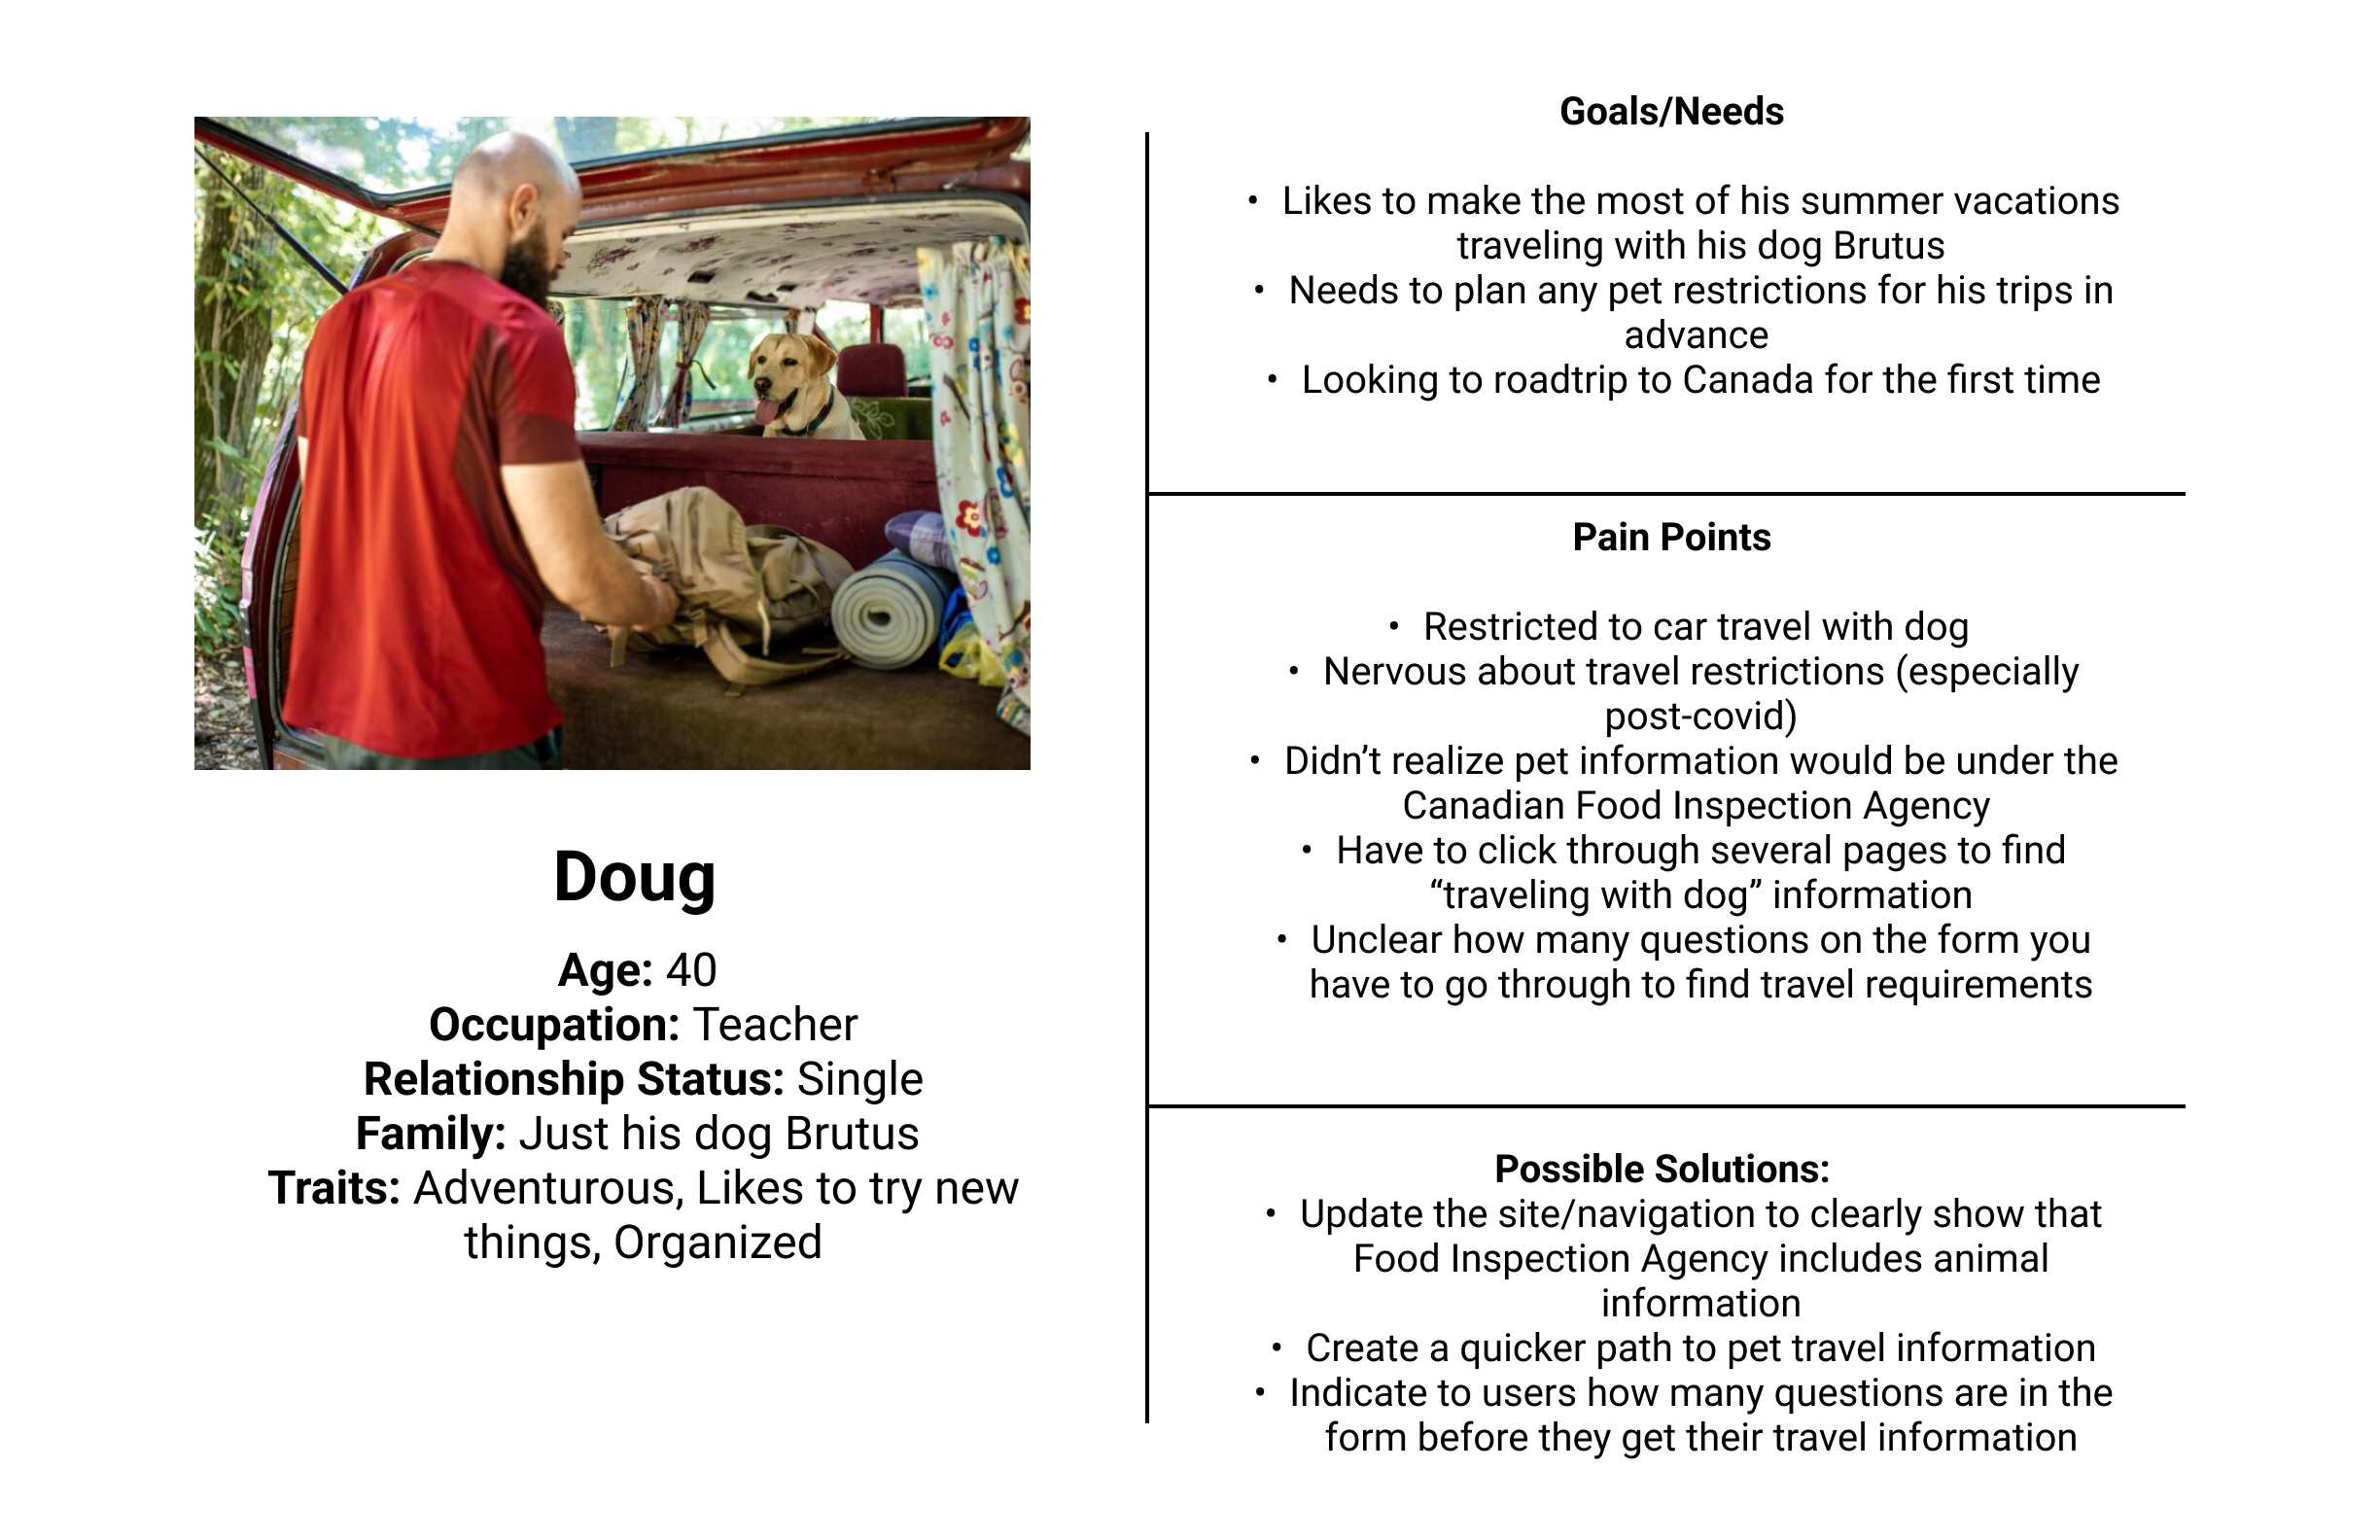 Doug
Age: 40
Occupation: Teacher
Relationship Status: Single
Family: Just his dog Brutus
Traits: Adventurous, Likes to try new
things, Organized
Goals/Needs
• Likes to make the most of his summer vacations
traveling with his dog Brutus
• Needs to plan any pet restrictions for his trips in
advance
• Looking to roadtrip to Canada for the first time
Pain Points
• Restricted to car travel with dog
• Nervous about travel restrictions (especially
post-covid)
• Didn’t realize pet information would be under the
Canadian Food Inspection Agency
• Have to click through several pages to find
“traveling with dog” information
• Unclear how many questions on the form you
have to go through to find travel requirements
Possible Solutions:
• Update the site/navigation to clearly show that
Food Inspection Agency includes animal
information
• Create a quicker path to pet travel information
• Indicate to users how many questions are in the
form before they get their travel information